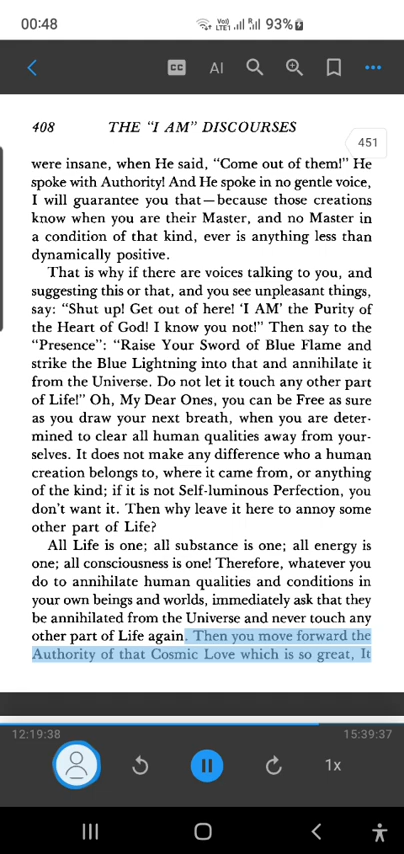 00:48
Vo)) LTE1 R 93%
CC AI
408 THE “I AM” DISCOURSES
451
were insane, when He said, “Come out of them!” He
spoke with Authority! And He spoke in no gentle voice,
I will guarantee you that—because those creations
know when you are their Master, and no Master in
a condition of that kind, ever is anything less than
dynamically positive.
That is why if there are voices talking to you, and
suggesting this or that, and you see unpleasant things,
say: “Shut up! Get out of here! ‘I AM’ the Purity of
the Heart of God! I know you not!” Then say to the
“Presence”: “Raise Your Sword of Blue Flame and
strike the Blue Lightning into that and annihilate it
from the Universe. Do not let it touch any other part
of Life!” Oh, My Dear Ones, you can be Free as sure
as you draw your next breath, when you are deter-
mined to clear all human qualities away from your-
selves. It does not make any difference who a human
creation belongs to, where it came from, or anything
of the kind; if it is not Self-luminous Perfection, you
don’t want it. Then why leave it here to annoy some
other part of Life?
All Life is one; all substance is one; all energy is
one; all consciousness is one! Therefore, whatever you
do to annihilate human qualities and conditions in
your own beings and worlds, immediately ask that they
be annihilated from the Universe and never touch any
other part of Life again. Then you move forward the
Authority of that Cosmic Love which is so great, It
12:19:38 15:39:37
1x